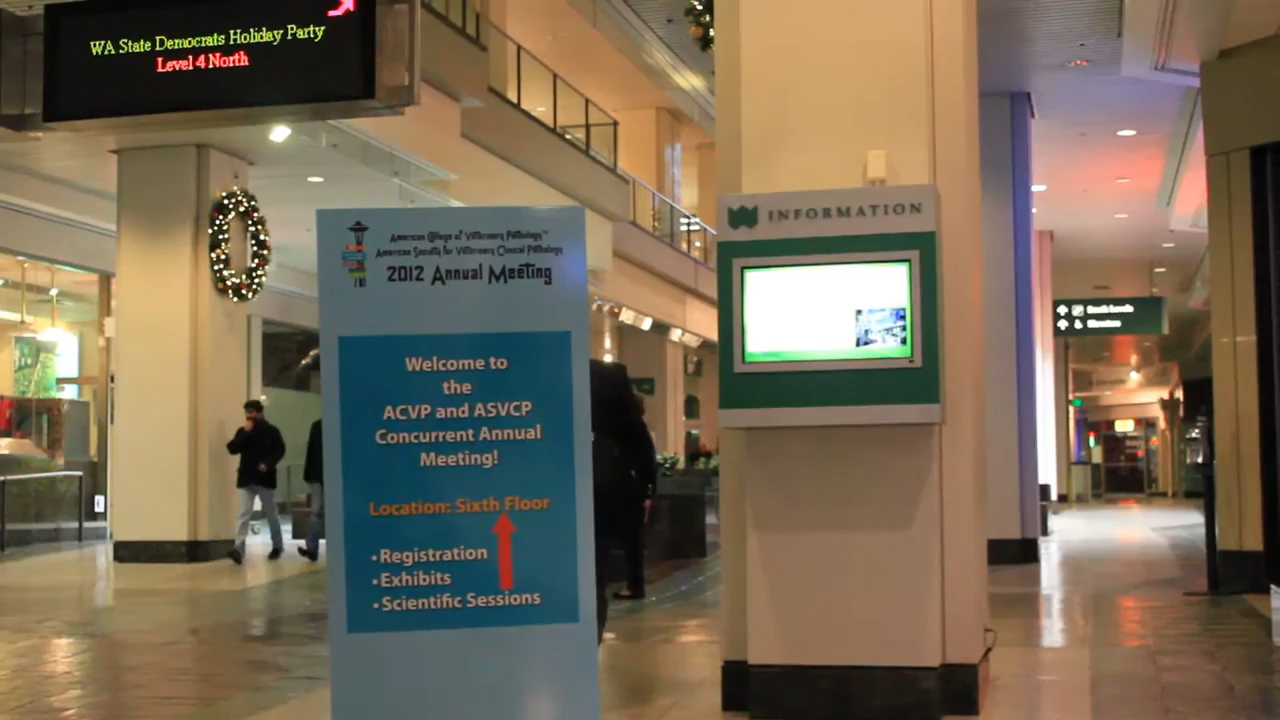 WA State Democrats Holiday Party
Level 4 North
American College of Veterinary Pathology™
American Society for Veterinary Clinical Pathology
2012 Annual Meeting
Welcome to
the
ACVP and ASVCP
Concurrent Annual
Meeting!
Location: Sixth Floor
•Registration
•Exhibits
•Scientific Sessions
INFORMATION